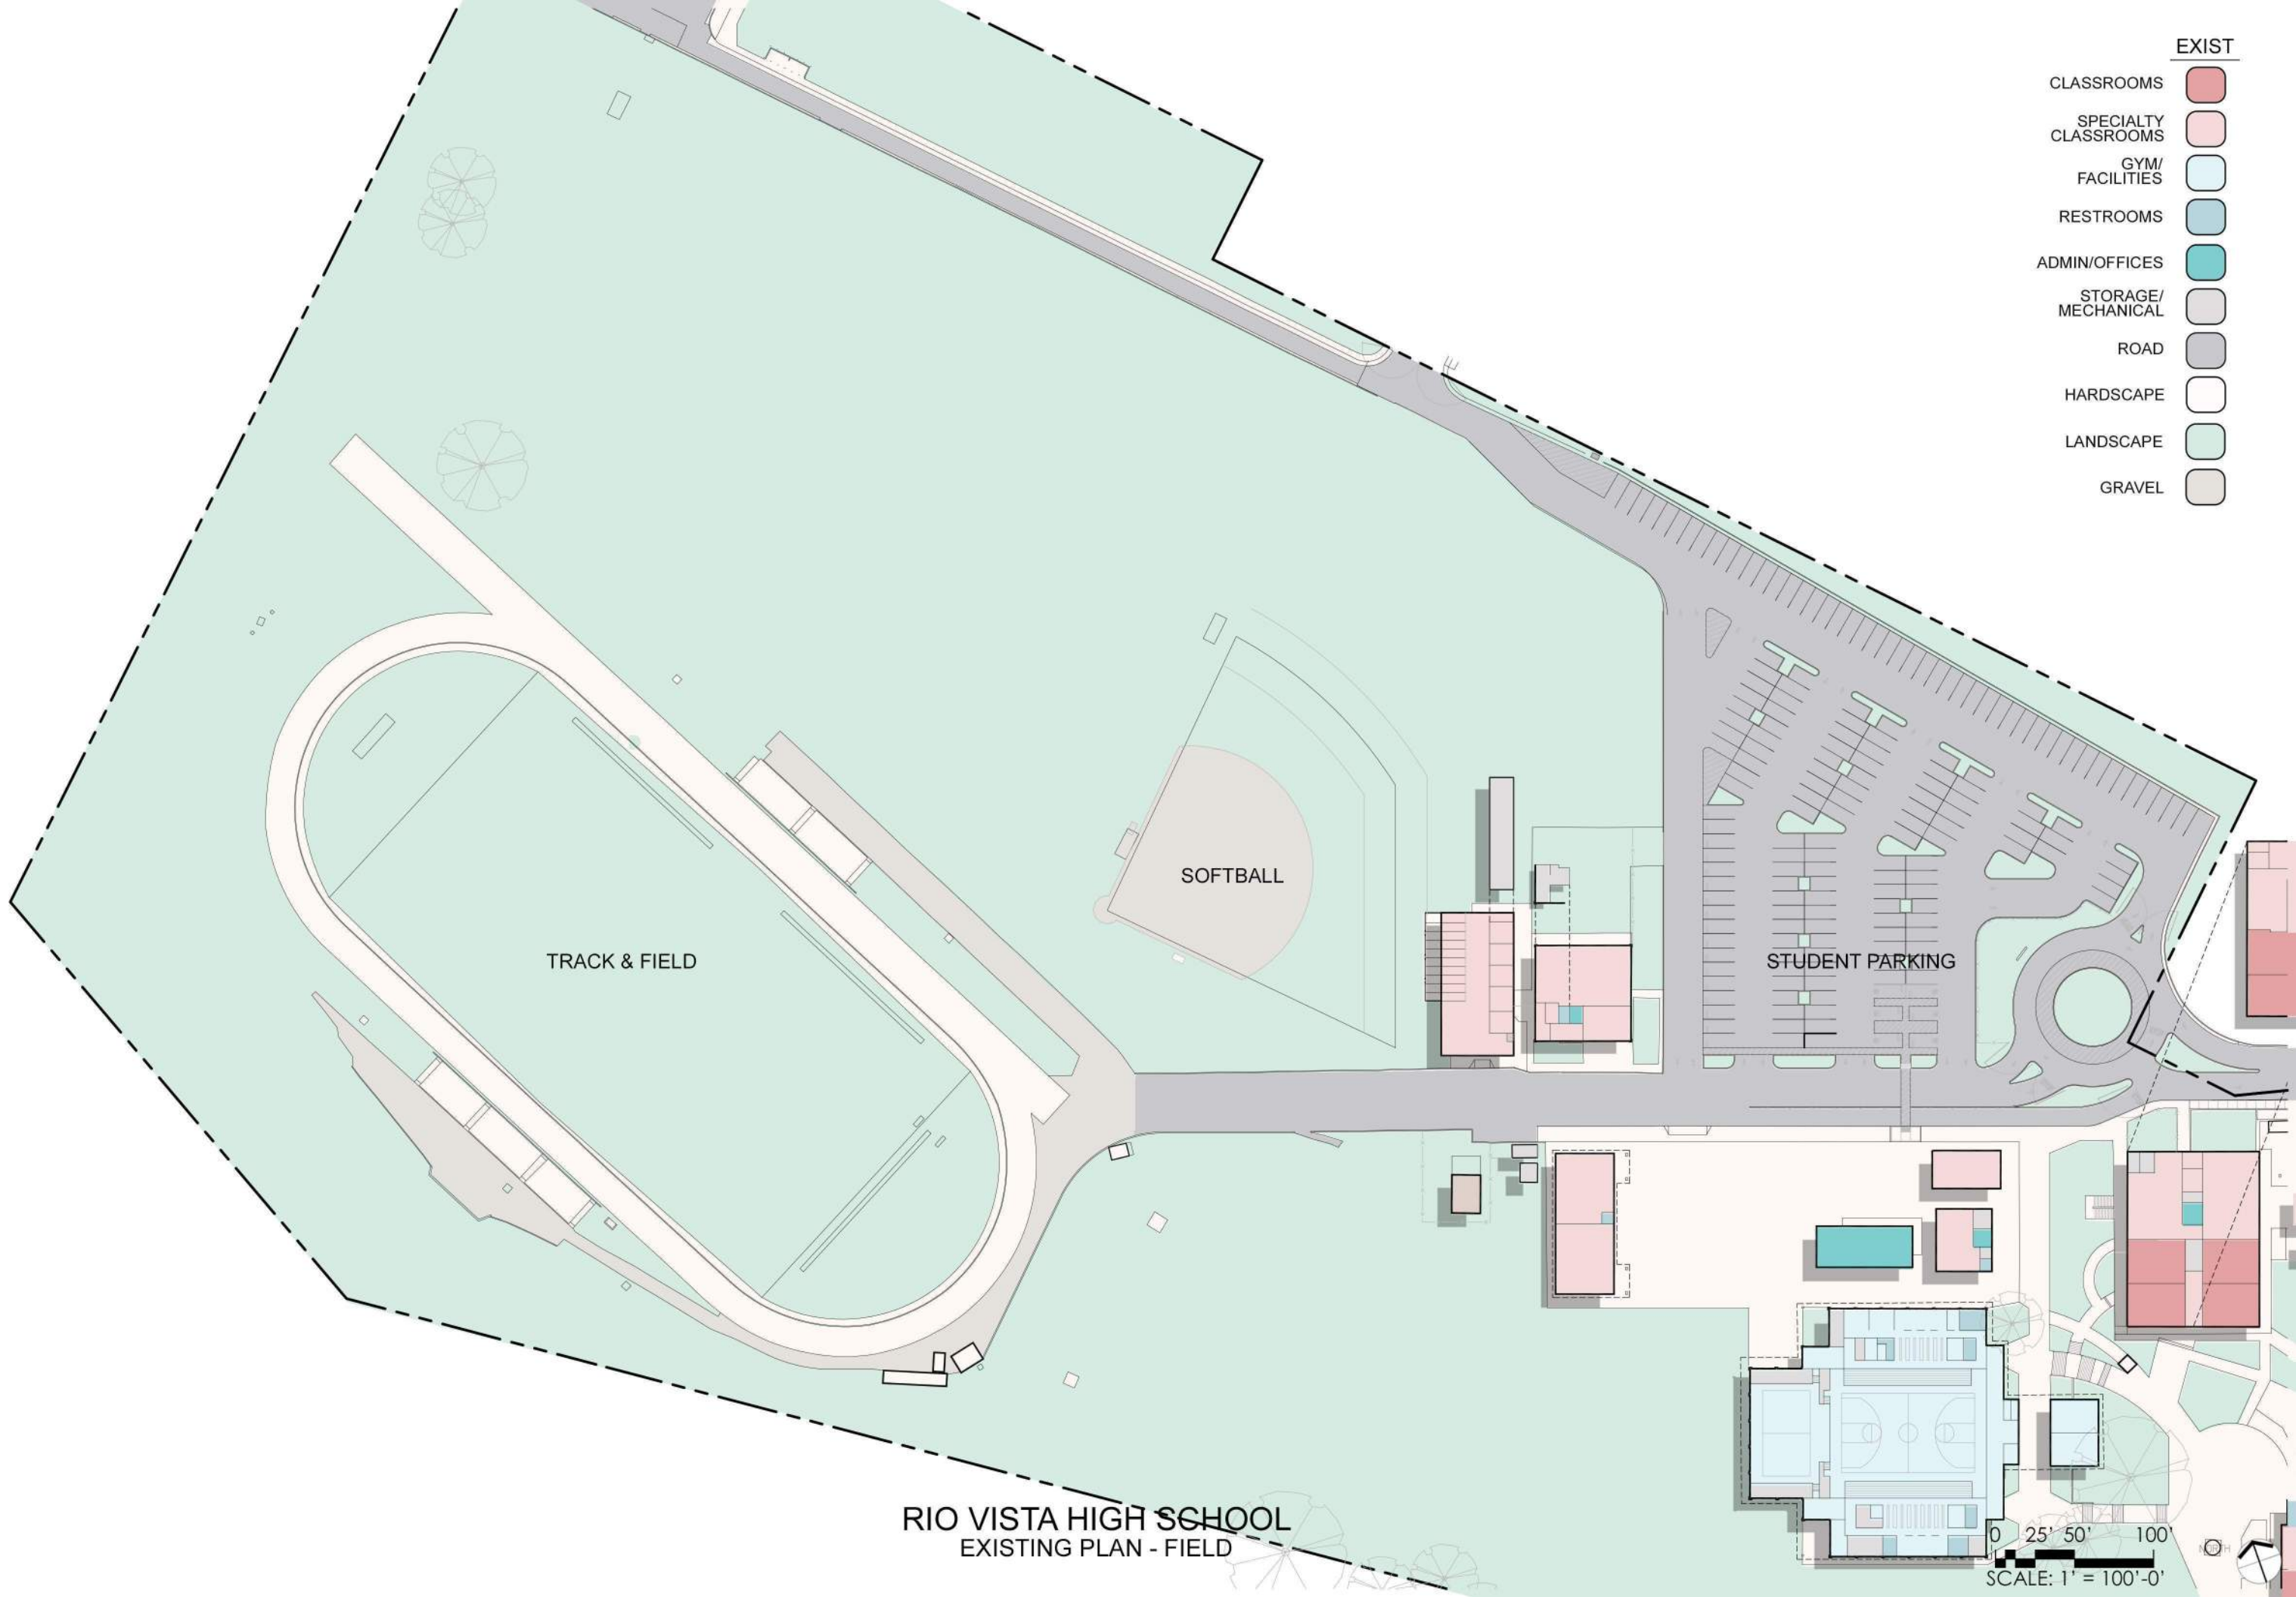 EXIST
CLASSROOMS
SPECIALTY
CLASSROOMS
GYM/
FACILITIES
RESTROOMS
ADMIN/OFFICES
STORAGE/
MECHANICAL
ROAD
HARDSCAPE
LANDSCAPE
GRAVEL
SOFTBALL
TRACK & FIELD
STUDENT PARKING
RIO VISTA HIGH SCHOOL
EXISTING PLAN - FIELD
0 25' 50' 100'
SCALE: 1' = 100'-0'
NORTH